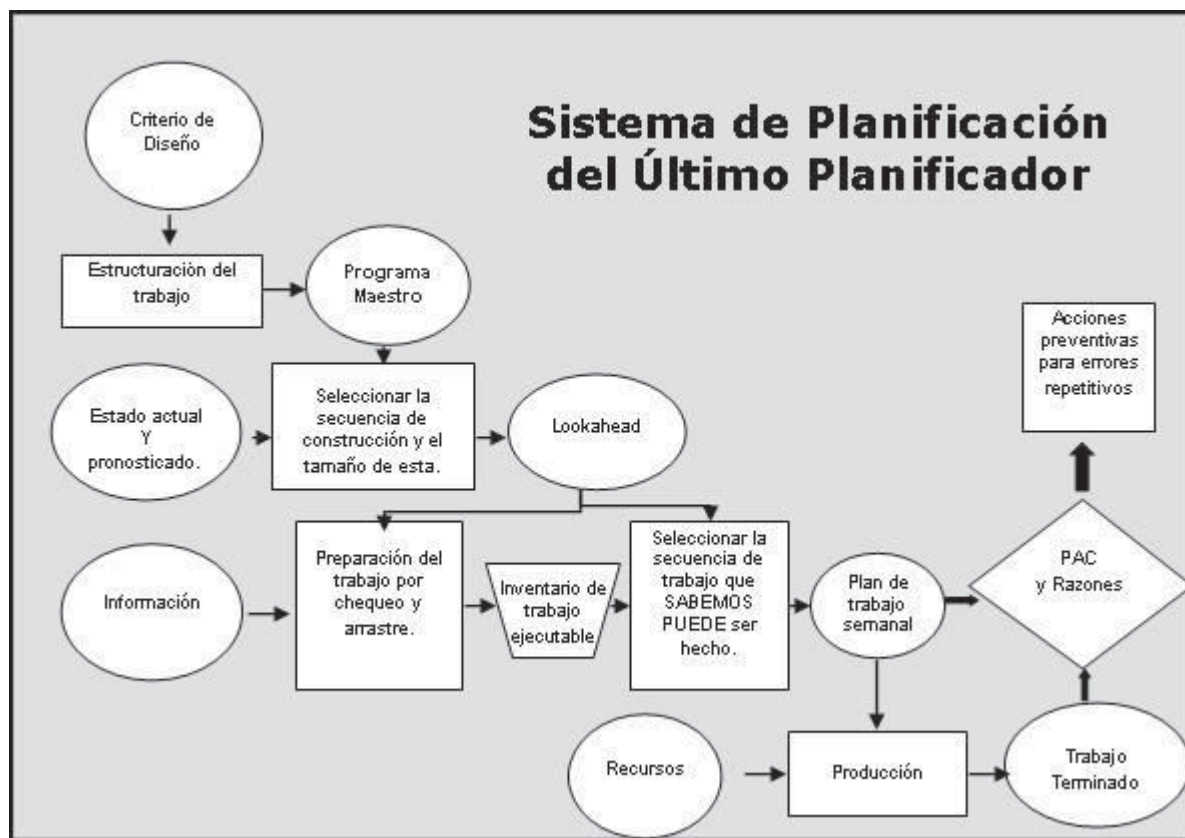 Sistema de Planificación
del Último Planificador
Criterio de
Diseño
Estructuración del
trabajo
Programa
Maestro
Estado actual
Y
pronosticado.
Seleccionar la
secuencia de
construcción y el
tamaño de esta.
Lookahead
Acciones
preventivas
para errores
repetitivos
Información
Preparación del
trabajo por
chequeo y
arrastre.
Inventario de
trabajo
ejecutable
Seleccionar la
secuencia de
trabajo que
SABEMOS
PUEDE ser
hecho.
Plan de
trabajo
semanal
PAC
y Razones
Recursos
Producción
Trabajo
Terminado